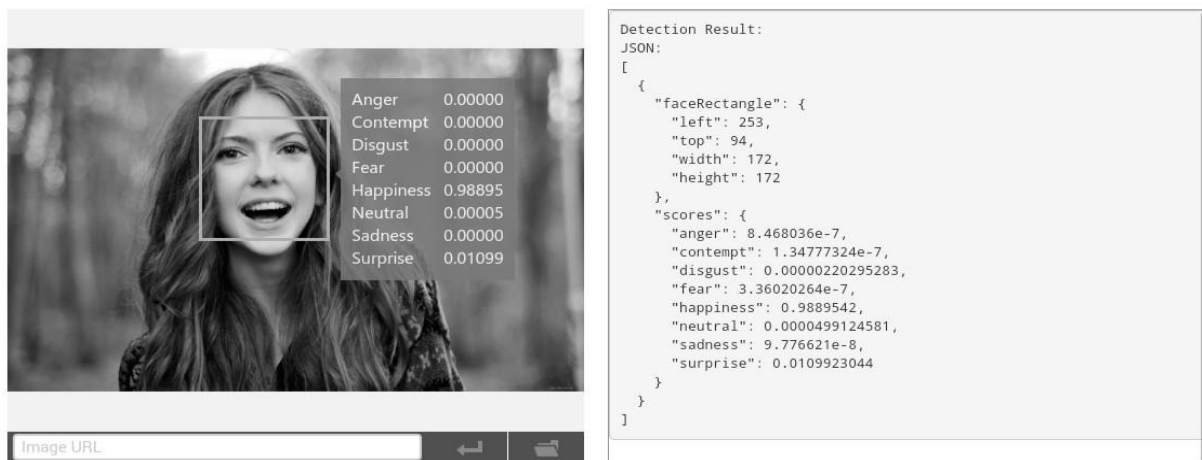 Anger 0.00000
Contempt 0.00000
Disgust 0.00000
Fear 0.00000
Happiness 0.98895
Neutral 0.00005
Sadness 0.00000
Surprise 0.01099
Image URL
Detection Result:
JSON:
[
  {
    "faceRectangle": {
      "left": 253,
      "top": 94,
      "width": 172,
      "height": 172
    },
    "scores": {
      "anger": 8.468036e-7,
      "contempt": 1.34777324e-7,
      "disgust": 0.00000220295283,
      "fear": 3.36020264e-7,
      "happiness": 0.9889542,
      "neutral": 0.0000499124581,
      "sadness": 9.776621e-8,
      "surprise": 0.0109923044
    }
  }
]